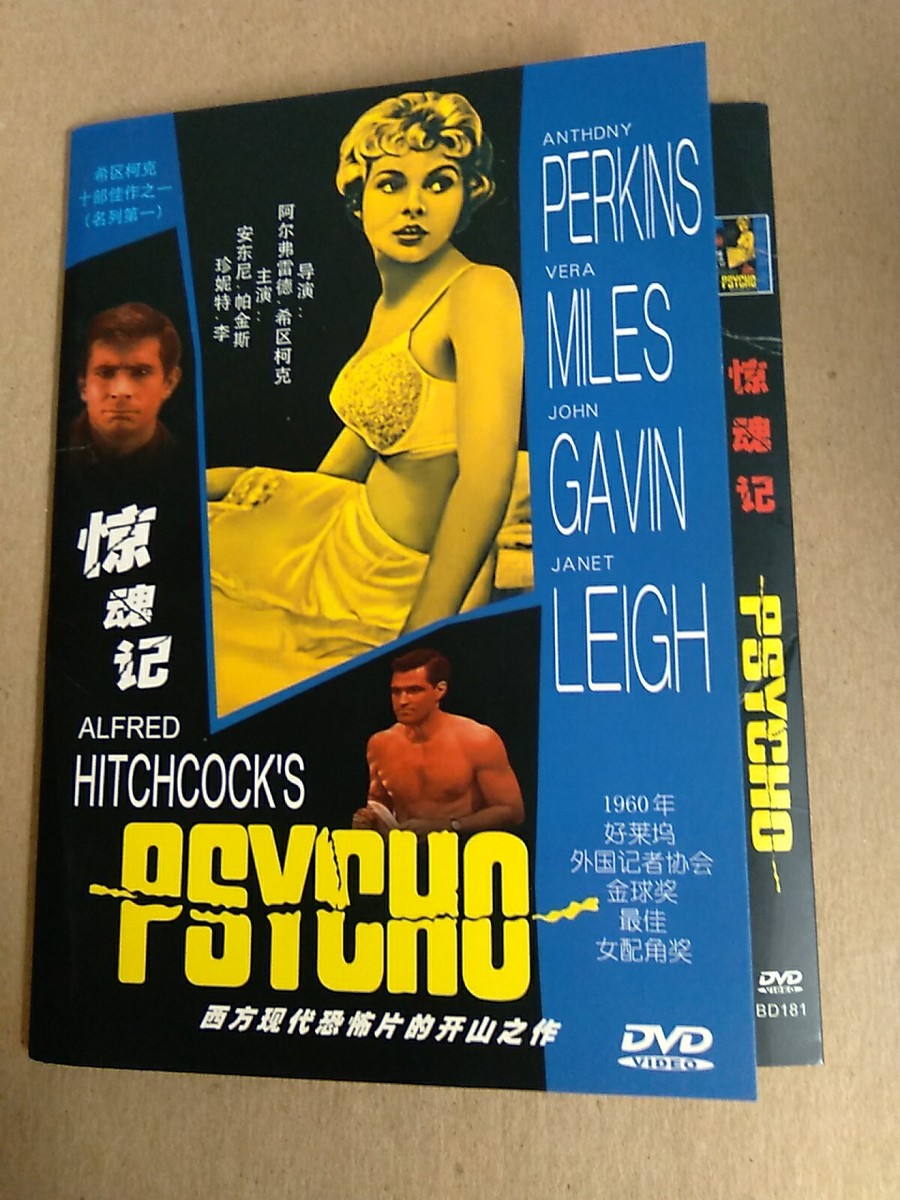 希区柯克
十部佳作之一
（名列第一）
导演：
阿尔弗雷德·希区柯克
主演：
安东尼·帕金斯
珍妮特·李
ANTHDNY
PERKINS
VERA
MILES
JOHN
GAVIN
JANET
LEIGH
惊魂记
ALFRED
HITCHCOCK'S
PSYCHO
西方现代恐怖片的开山之作
1960年
好莱坞
外国记者协会
金球奖
最佳
女配角奖
DVD
VIDEO
PSYCHO
惊魂记
PSYCHO
DVD
VIDEO
BD181